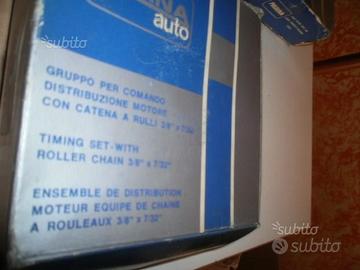 auto
GRUPPO PER COMANDO
DISTRIBUZIONE MOTORE
CON CATENA A RULLI 3/8" x 7/32"
TIMING SET-WITH
ROLLER CHAIN 3/8" x 7/32"
ENSEMBLE DE DISTRIBUTION
MOTEUR EQUIPE DE CHAINE
A ROULEAUX 3/8" x 7/32"
subito
subito
subito
subito